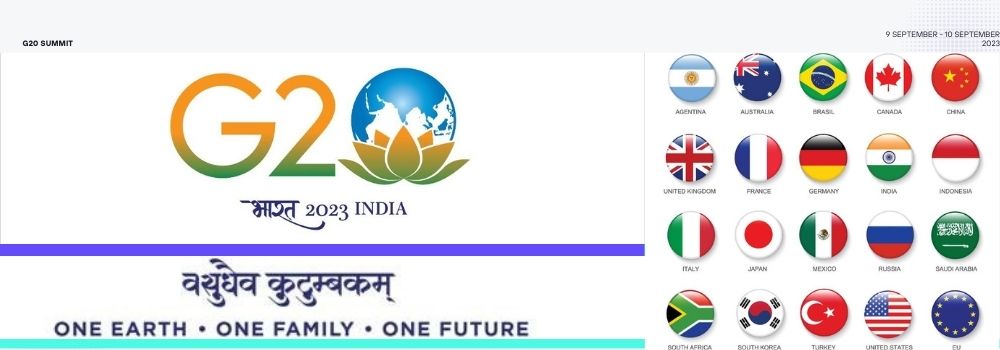 G20 SUMMIT
9 SEPTEMBER - 10 SEPTEMBER
2023
G20
भारत 2023 INDIA
वसुधैव कुटुम्बकम्
ONE EARTH • ONE FAMILY • ONE FUTURE
AGENTINA AUSTRALIA BRASIL CANADA CHINA
UNITED KINGDOM FRANCE GERMANY INDIA INDONESIA
ITALY JAPAN MEXICO RUSSIA SAUDI ARABIA
SOUTH AFRICA SOUTH KOREA TURKEY UNITED STATES EU